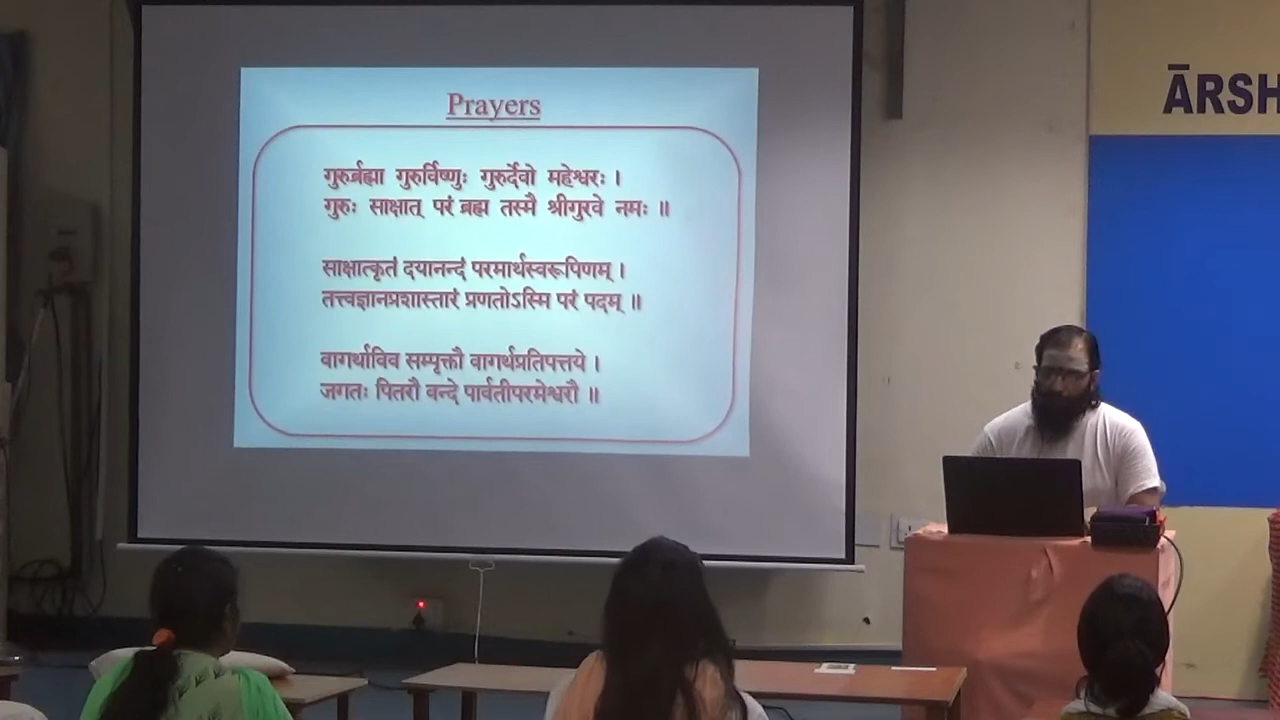 Prayers
गुरुर्ब्रह्मा गुरुर्विष्णुः गुरुर्देवो महेश्वरः ।
गुरुः साक्षात् परं ब्रह्म तस्मै श्रीगुरवे नमः ॥
साक्षात्कृतं दयानन्दं परमार्थस्वरूपिणम् ।
तत्त्वज्ञानप्रशास्तारं प्रणतोऽस्मि परं पदम् ॥
वागर्थाविव सम्पृक्तौ वागर्थप्रतिपत्तये ।
जगतः पितरौ वन्दे पार्वतीपरमेश्वरौ ॥
ĀRSH